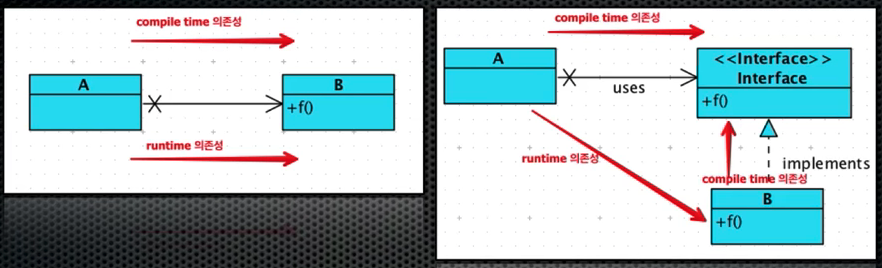 compile time 의존성
A
B
+f()
runtime 의존성
compile time 의존성
A
<<Interface>>
Interface
+f()
uses
runtime 의존성
implements
compile time 의존성
B
+f()